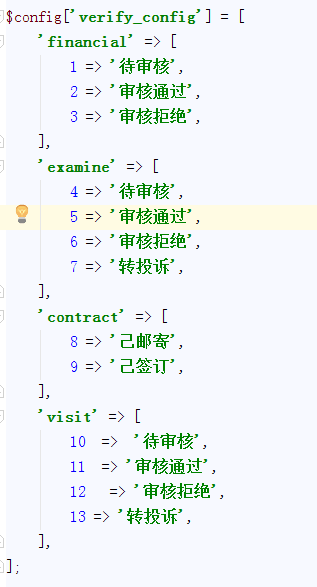 $config['verify_config'] = [
'financial' => [
1 => '待审核',
2 => '审核通过',
3 => '审核拒绝',
],
'examine' => [
4 => '待审核',
5 => '审核通过',
6 => '审核拒绝',
7 => '转投诉',
],
'contract' => [
8 => '己邮寄',
9 => '己签订',
],
'visit' => [
10 => '待审核',
11 => '审核通过',
12 => '审核拒绝',
13 => '转投诉',
],
];